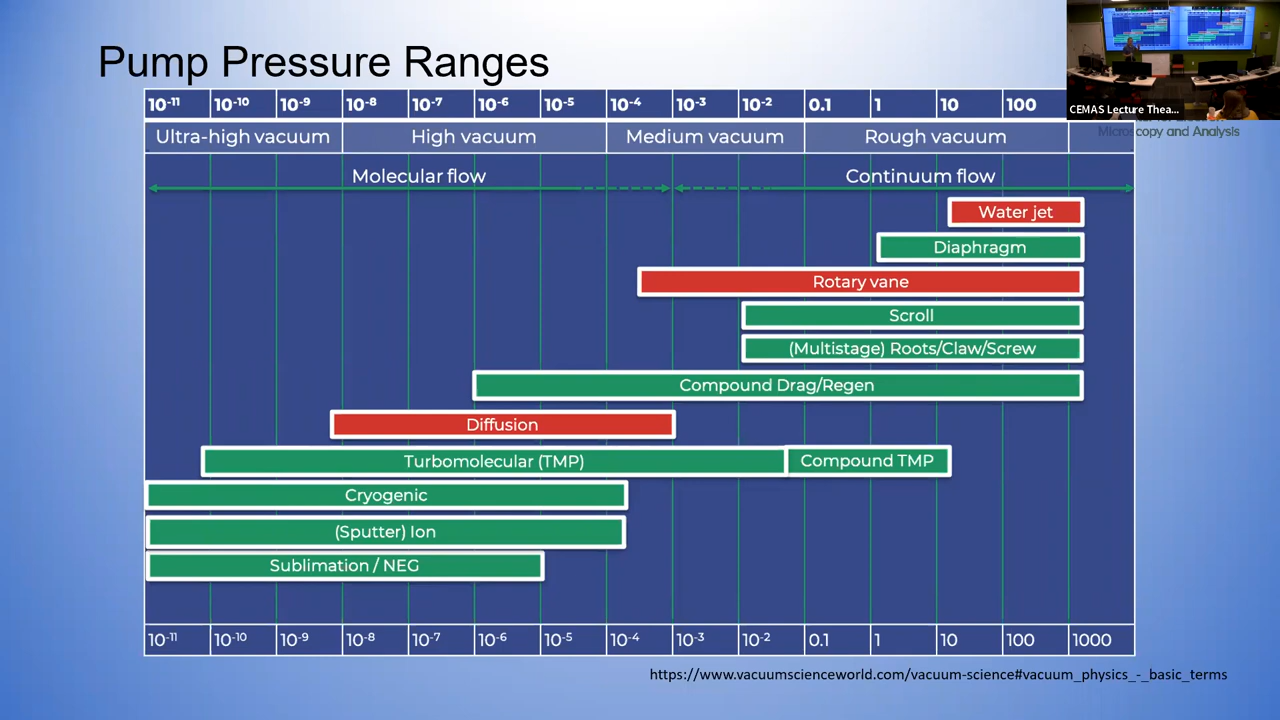 Pump Pressure Ranges
10⁻¹¹ 10⁻¹⁰ 10⁻⁹ 10⁻⁸ 10⁻⁷ 10⁻⁶ 10⁻⁵ 10⁻⁴ 10⁻³ 10⁻² 0.1 1 10 100
CEMAS Lecture Thea...
Microscopy and Analysis
Ultra-high vacuum High vacuum Medium vacuum Rough vacuum
Molecular flow Continuum flow
Water jet
Diaphragm
Rotary vane
Scroll
(Multistage) Roots/Claw/Screw
Compound Drag/Regen
Diffusion
Turbomolecular (TMP) Compound TMP
Cryogenic
(Sputter) Ion
Sublimation / NEG
10⁻¹¹ 10⁻¹⁰ 10⁻⁹ 10⁻⁸ 10⁻⁷ 10⁻⁶ 10⁻⁵ 10⁻⁴ 10⁻³ 10⁻² 0.1 1 10 100 1000
https://www.vacuumscienceworld.com/vacuum-science#vacuum_physics_-_basic_terms